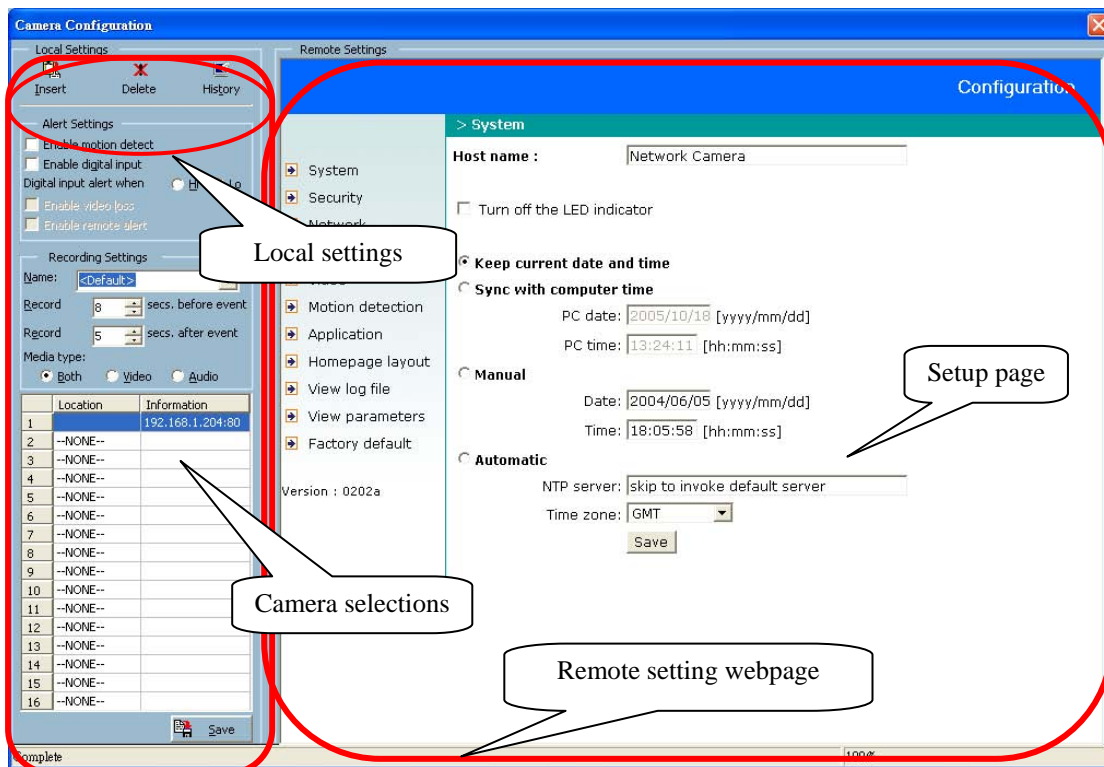 Camera Configuration
Local Settings
Insert
Delete
History
Alert Settings
Enable motion detect
Enable digital input
Digital input alert when
Enable video loss
Enable remote alert
Local settings
Recording Settings
Name:
<Default>
Record 8 secs. before event
Record 5 secs. after event
Media type:
Both Video Audio
Location Information
1 192.168.1.204:80
2 --NONE--
3 --NONE--
4 --NONE--
5 --NONE--
6 --NONE--
7 --NONE--
8 --NONE--
9 --NONE--
10 --NONE--
11 --NONE--
12 --NONE--
13 --NONE--
14 --NONE--
15 --NONE--
16 --NONE--
Camera selections
Save
Remote Settings
Configuration
System
Security
Network
Motion detection
Application
Homepage layout
View log file
View parameters
Factory default
Version : 0202a
> System
Host name : Network Camera
Turn off the LED indicator
Keep current date and time
Sync with computer time
PC date: 2005/10/18 [yyyy/mm/dd]
PC time: 13:24:11 [hh:mm:ss]
Manual
Date: 2004/06/05 [yyyy/mm/dd]
Time: 18:05:58 [hh:mm:ss]
Automatic
NTP server: skip to invoke default server
Time zone: GMT
Save
Setup page
Remote setting webpage
Complete
100%